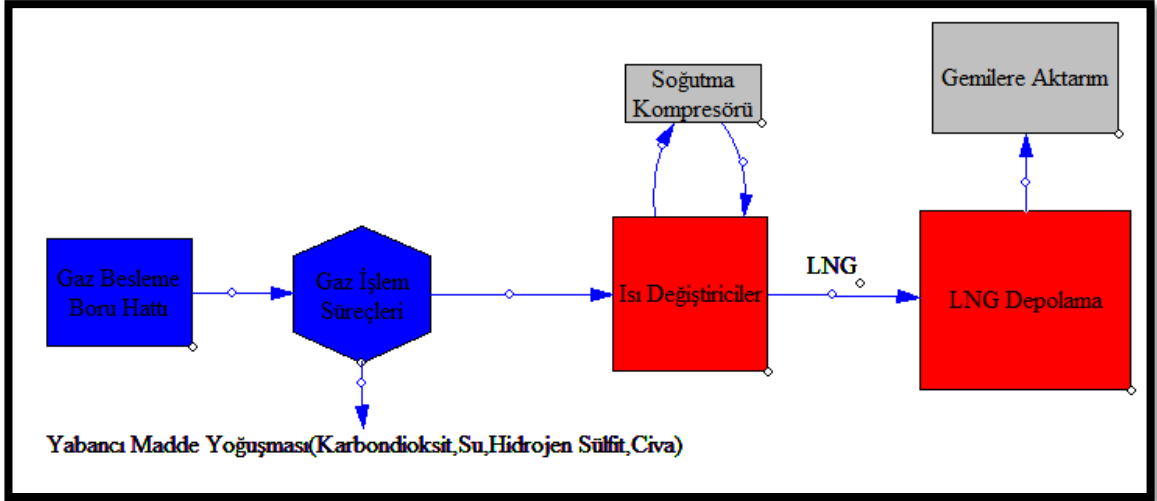 Soğutma
Kompresörü
Gemilere Aktarım
Gaz Besleme
Boru Hattı
Gaz İşlem
Süreçleri
Isı Değiştiriciler
LNG
LNG Depolama
Yabancı Madde Yoğuşması(Karbondioksit,Su,Hidrojen Sülfit,Civa)